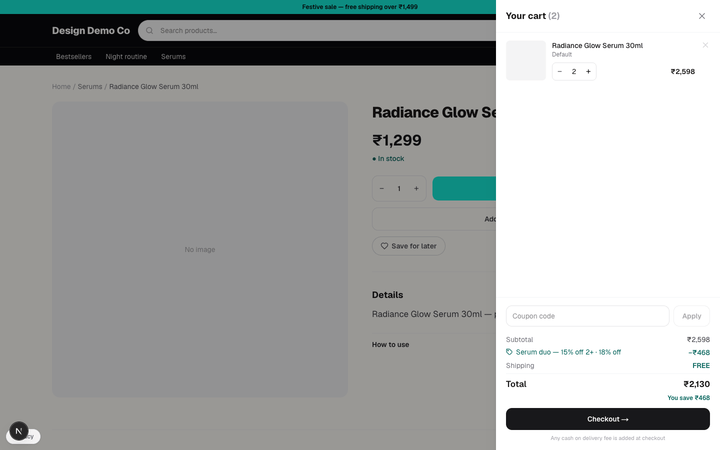 Festive sale — free shipping over ₹1,499
Design Demo Co
Search products...
Bestsellers
Night routine
Serums
Home / Serums / Radiance Glow Serum 30ml
No image
Radiance Glow Se
₹1,299
In stock
− 1 +
Add
Save for later
Details
Radiance Glow Serum 30ml —
How to use
N
Your cart (2)
Radiance Glow Serum 30ml
Default
− 2 +
₹2,598
Coupon code
Apply
Subtotal ₹2,598
Serum duo — 15% off 2+ · 18% off −₹468
Shipping FREE
Total ₹2,130
You save ₹468
Checkout →
Any cash on delivery fee is added at checkout